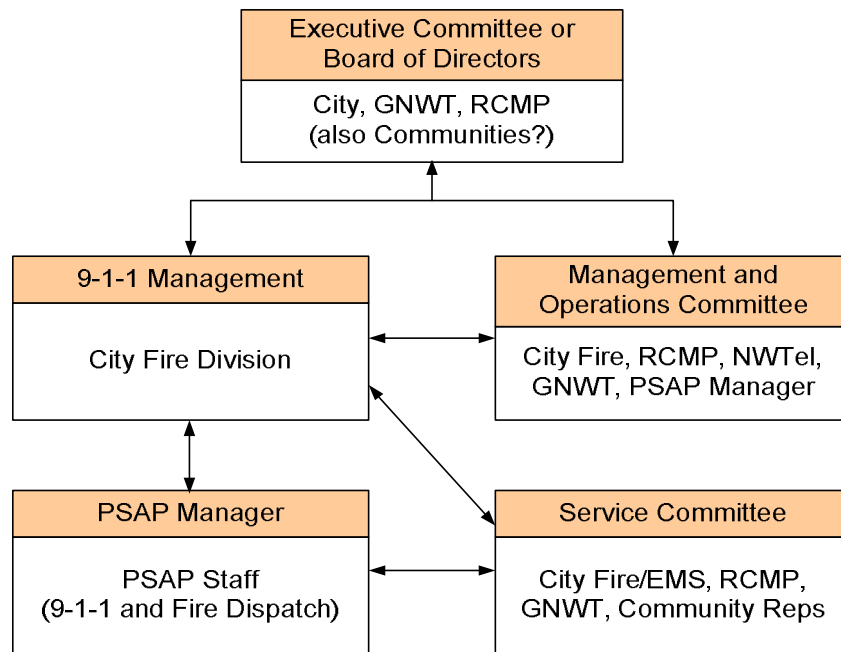 Executive Committee or
Board of Directors
City, GNWT, RCMP
(also Communities?)
9-1-1 Management
City Fire Division
Management and
Operations Committee
City Fire, RCMP, NWTel,
GNWT, PSAP Manager
PSAP Manager
PSAP Staff
(9-1-1 and Fire Dispatch)
Service Committee
City Fire/EMS, RCMP,
GNWT, Community Reps